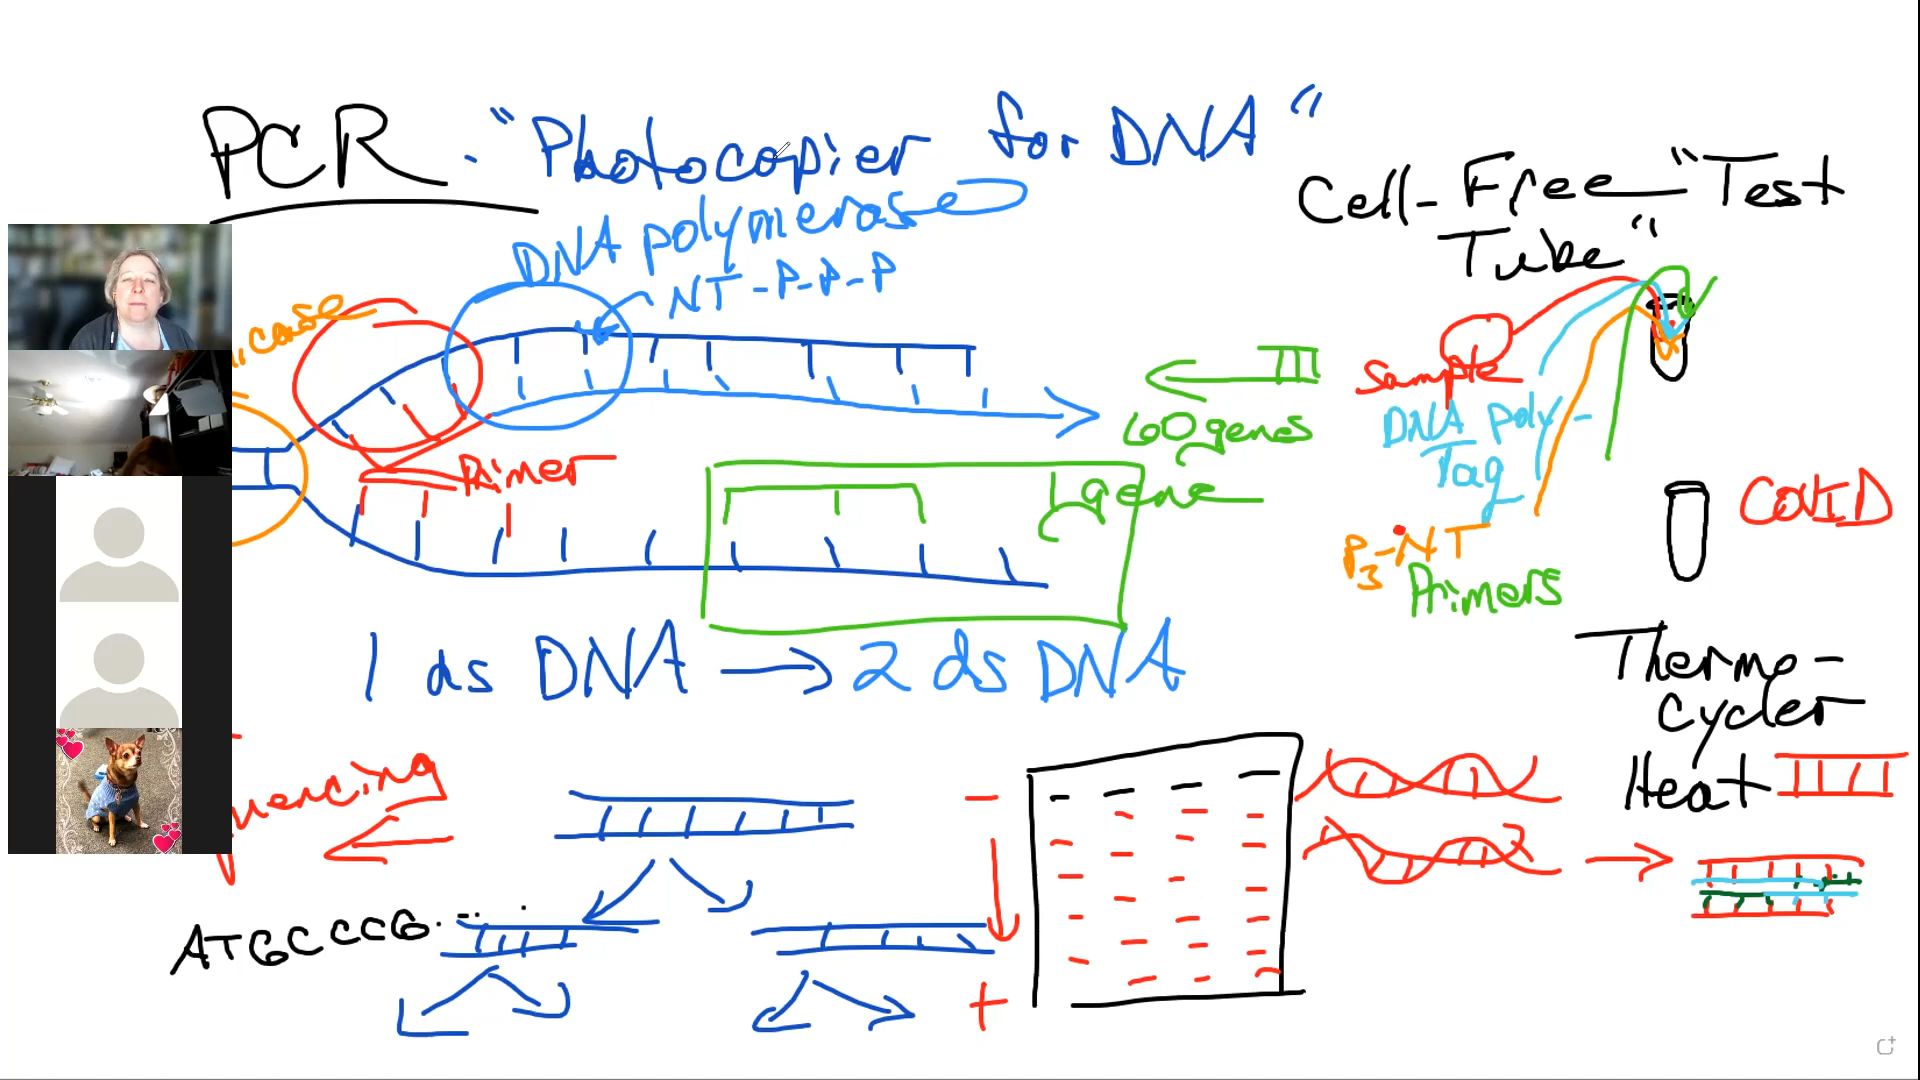 PCR. "Photocopier for DNA"
DNA polymerase
NT-P-P-P
Cell-Free "Test
Tube"
Primer
60 genes
1 gene
Sample
DNA poly-
Taq
P3-NT
Primers
COVID
1 ds DNA → 2 ds DNA
Thermo-
cycler
Heat
-
+
ATGCCCG.....